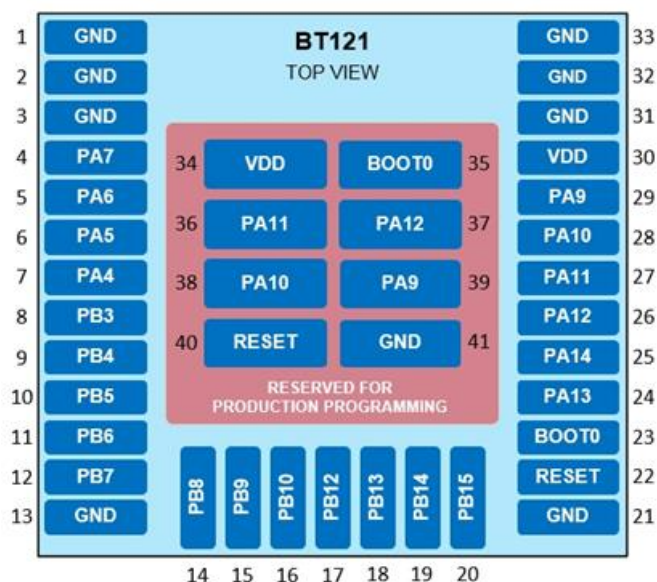 BT121
TOP VIEW
1 GND GND 33
2 GND GND 32
3 GND GND 31
4 PA7 34 VDD BOOT0 35 VDD 30
5 PA6 PA9 29
36 PA11 PA12 37
6 PA5 PA10 28
7 PA4 38 PA10 PA9 39 PA11 27
8 PB3 PA12 26
40 RESET GND 41
9 PB4 PA14 25
RESERVED FOR
10 PB5 PA13 24
PRODUCTION PROGRAMMING
11 PB6 BOOT0 23
12 PB7 RESET 22
13 GND GND 21
PB8 PB9 PB10 PB12 PB13 PB14 PB15
14 15 16 17 18 19 20